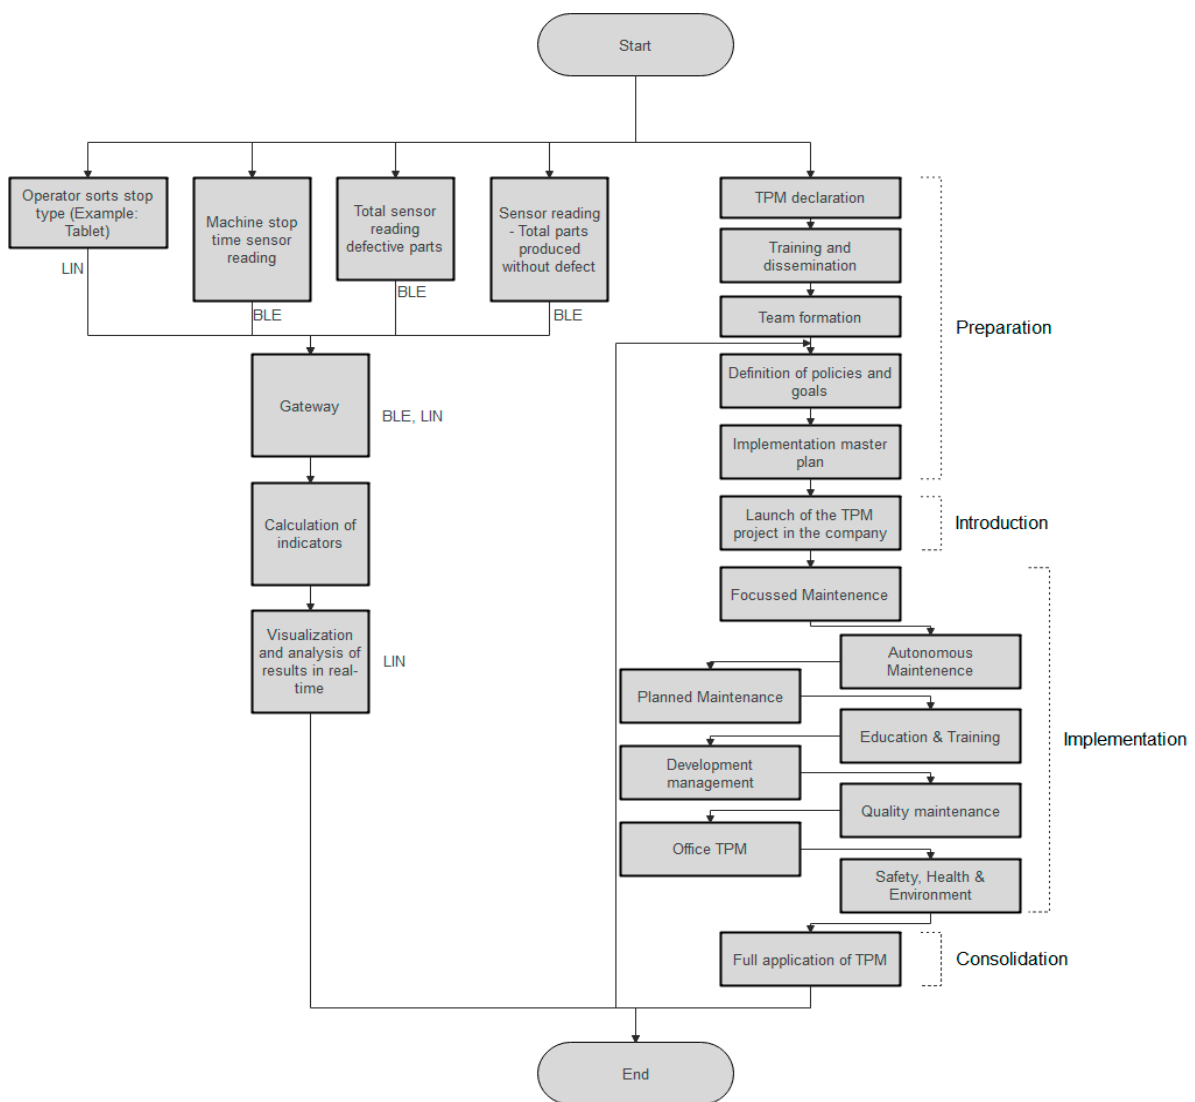 Start
Operator sorts stop
type (Example:
Tablet)
LIN
Machine stop
time sensor
reading
BLE
Total sensor
reading
defective parts
BLE
Sensor reading
- Total parts
produced
without defect
BLE
Gateway
BLE, LIN
Calculation of
indicators
Visualization
and analysis of
results in real-
time
LIN
TPM declaration
Training and
dissemination
Team formation
Definition of policies and
goals
Implementation master
plan
Preparation
Launch of the TPM
project in the company
Introduction
Focussed Maintenence
Autonomous
Maintenence
Planned Maintenance
Education & Training
Development
management
Quality maintenance
Office TPM
Safety, Health &
Environment
Implementation
Full application of TPM
Consolidation
End